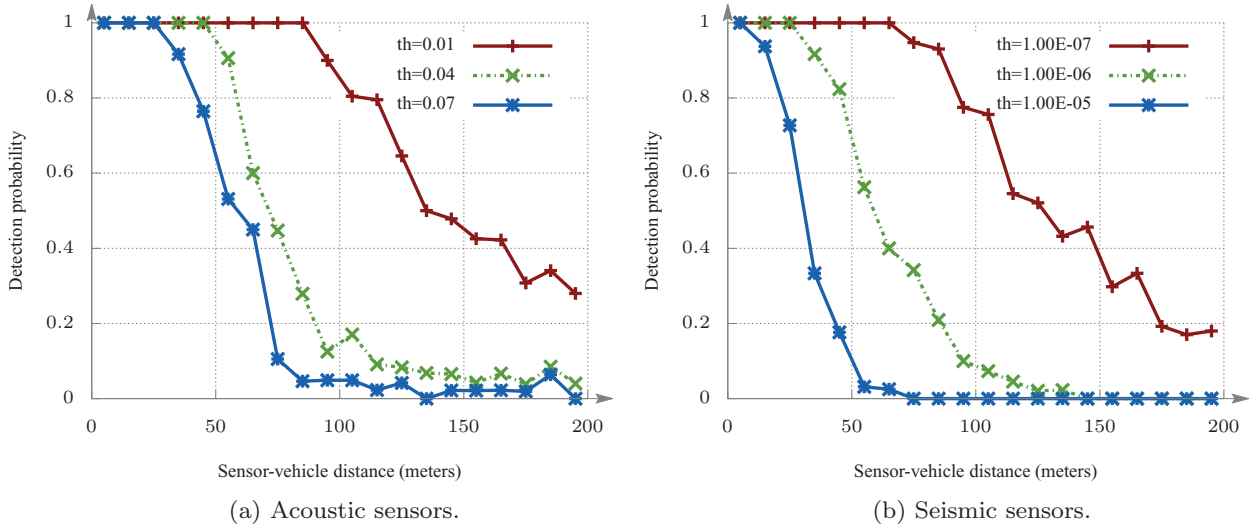 1
0.8
0.6
0.4
0.2
0
0
50
100
150
200
Detection probability
Sensor-vehicle distance (meters)
th=0.01
th=0.04
th=0.07
(a) Acoustic sensors.
1
0.8
0.6
0.4
0.2
0
0
50
100
150
200
Detection probability
Sensor-vehicle distance (meters)
th=1.00E-07
th=1.00E-06
th=1.00E-05
(b) Seismic sensors.